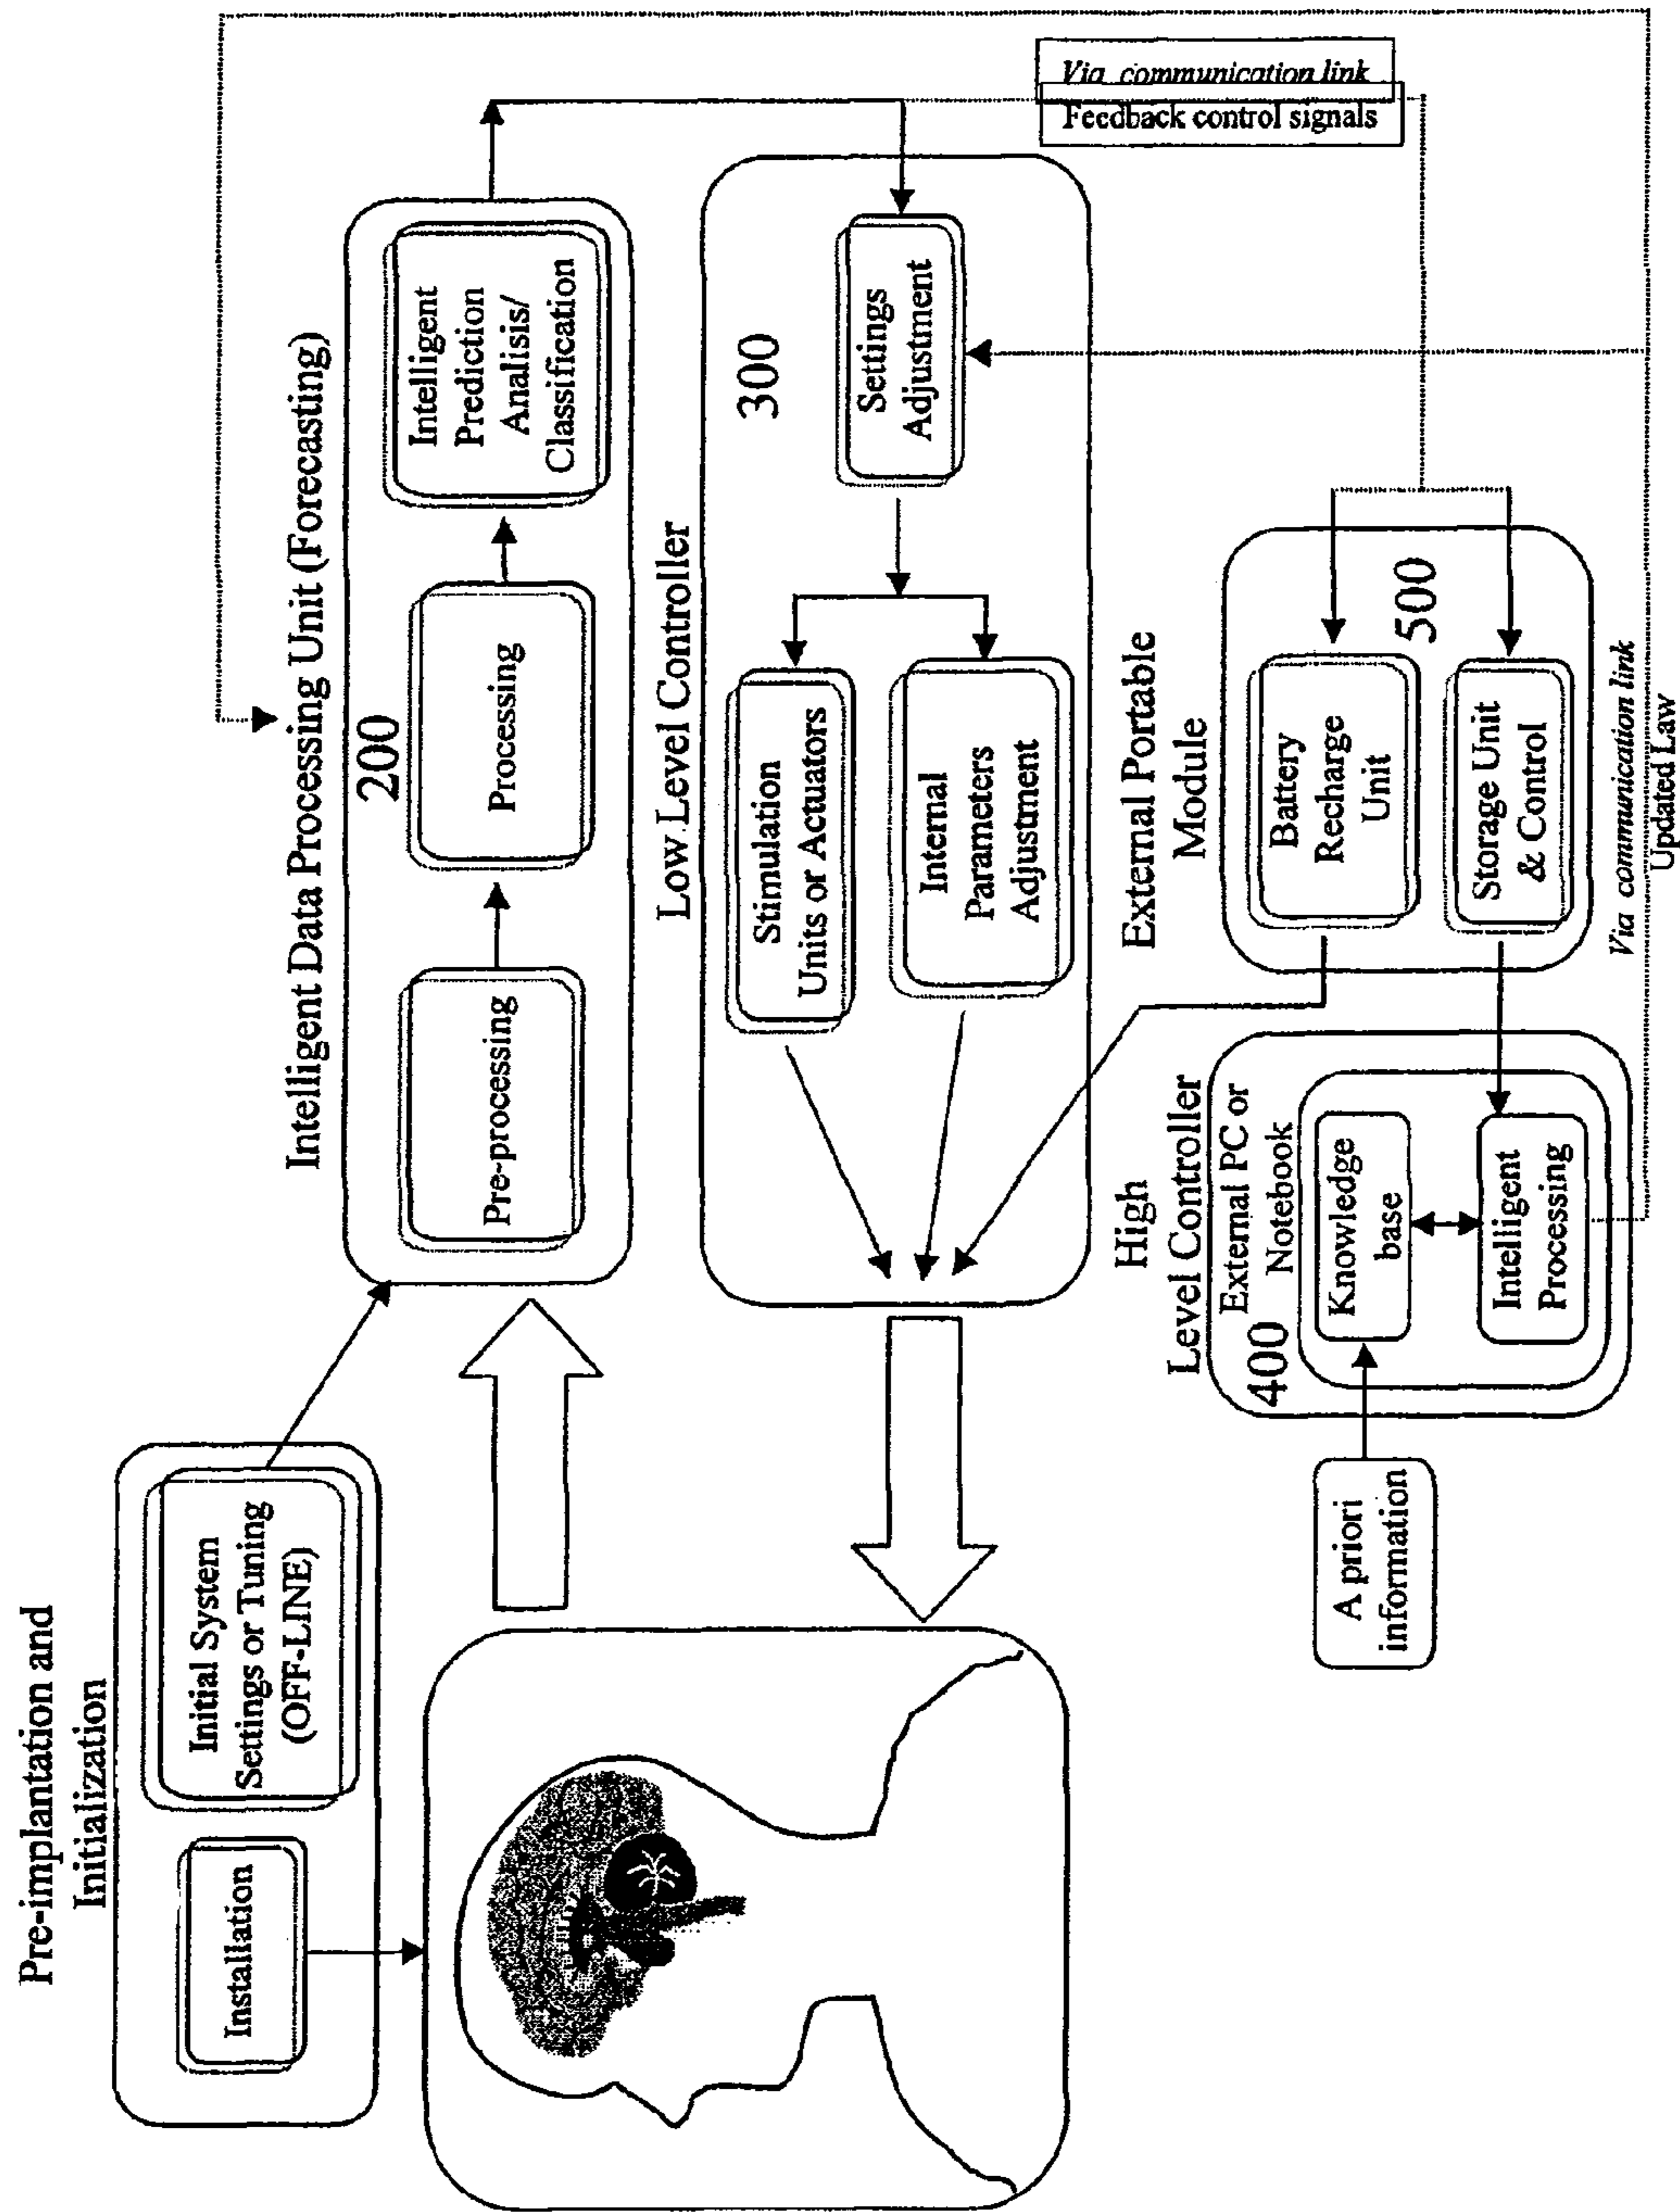 Pre-implantation and
Initialization
Installation
Initial System
Settings or Tuning
(OFF-LINE)
Intelligent Data Processing Unit (Forecasting)
200
Pre-processing
Processing
Intelligent
Prediction
Analisis/
Classification
Low Level Controller
300
Stimulation
Units or Actuators
Internal
Parameters
Adjustment
Settings
Adjustment
Via communication link
Feedback control signals
High
Level Controller
External PC or
Notebook
400
Knowledge
base
Intelligent
Processing
A priori
information
External Portable
Module
Battery
Recharge
Unit
500
Storage Unit
& Control
Via communication link
Updated Law